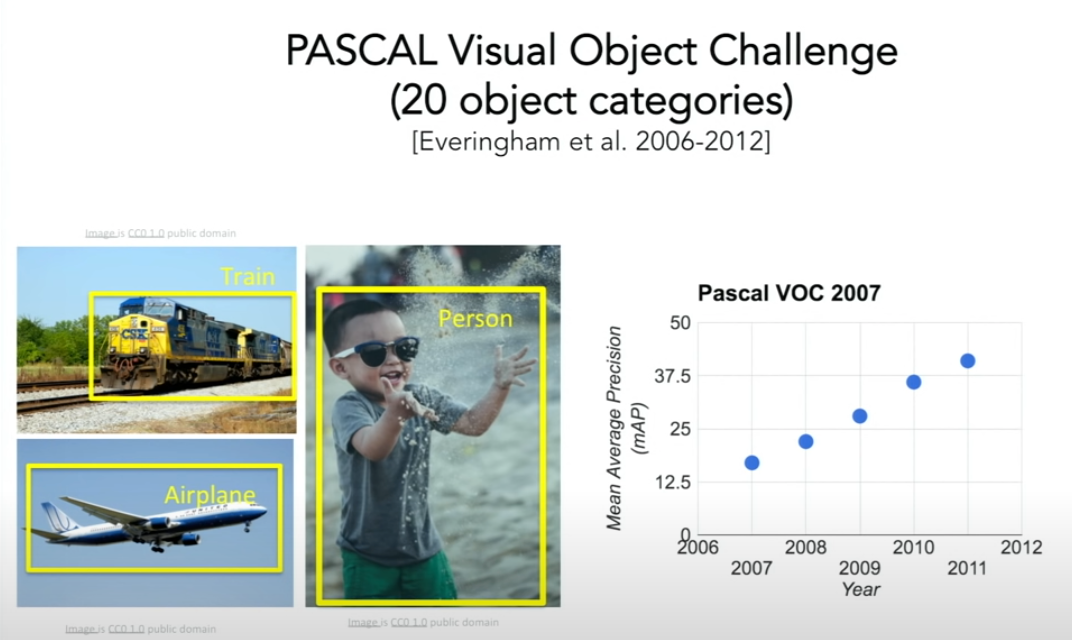 PASCAL Visual Object Challenge
(20 object categories)
[Everingham et al. 2006-2012]
Image is CC0 1.0 public domain
Train
CSX
Person
Airplane
UNITED
Image is CC0 1.0 public domain
Image is CC0 1.0 public domain
Pascal VOC 2007
Mean Average Precision
(mAP)
50
37.5
25
12.5
0
2006 2008 2010 2012
2007 2009 2011
Year